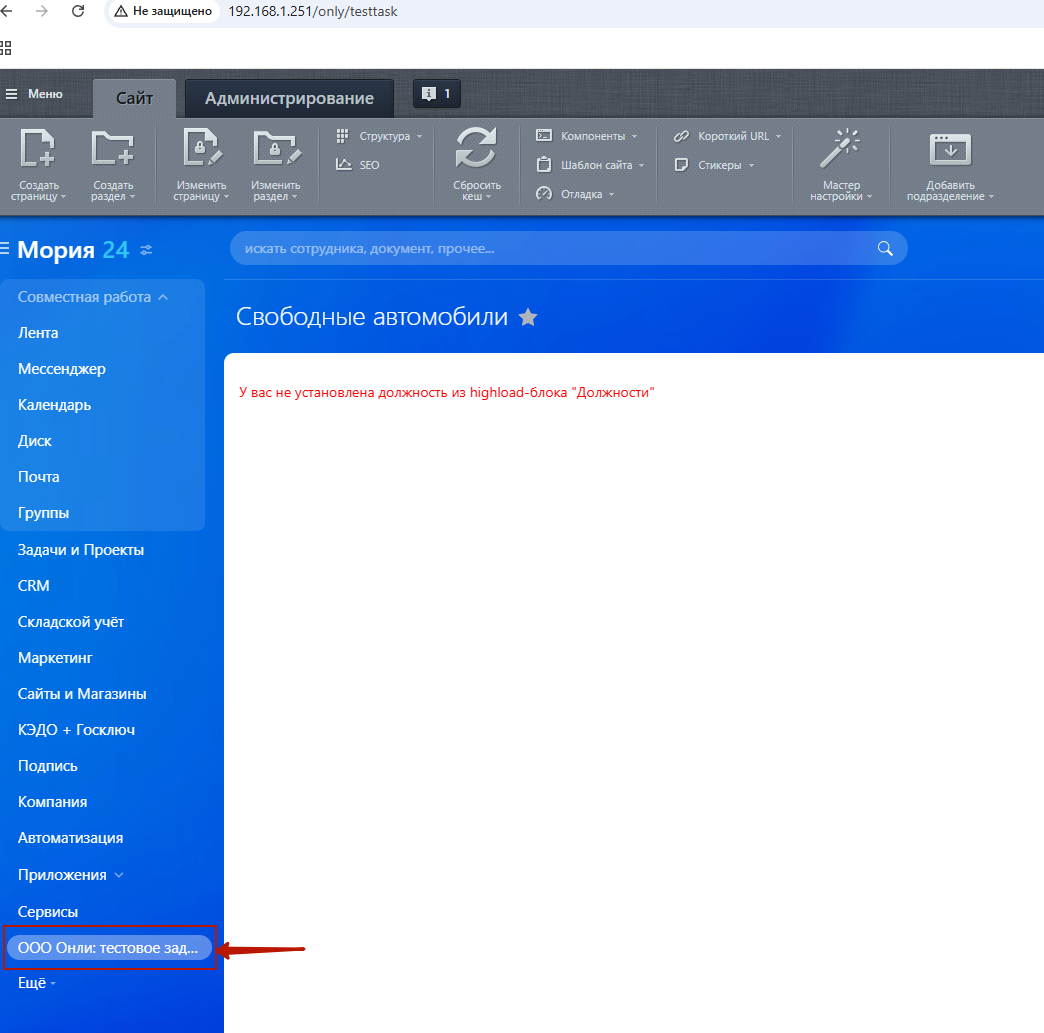 Не защищено 192.168.1.251/only/testtask
Меню
Сайт
Администрирование
1
Создать страницу
Создать раздел
Изменить страницу
Изменить раздел
Структура
SEO
Сбросить кеш
Компоненты
Шаблон сайта
Отладка
Короткий URL
Стикеры
Мастер настройки
Добавить подразделение
Мория 24
искать сотрудника, документ, прочее...
Совместная работа
Лента
Мессенджер
Календарь
Диск
Почта
Группы
Задачи и Проекты
CRM
Складской учёт
Маркетинг
Сайты и Магазины
КЭДО + Госключ
Подпись
Компания
Автоматизация
Приложения
Сервисы
ООО Онли: тестовое зад...
Ещё
Свободные автомобили
У вас не установлена должность из highload-блока "Должности"